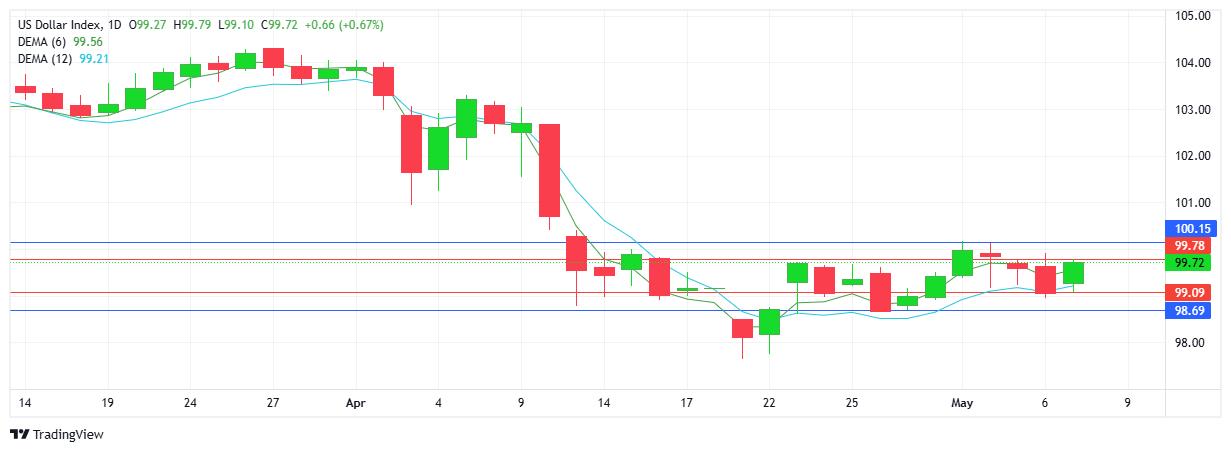 US Dollar Index, 1D O99.27 H99.79 L99.10 C99.72 +0.66 (+0.67%)
DEMA (6) 99.56
DEMA (12) 99.21
105.00
104.00
103.00
102.00
101.00
100.15
99.78
99.72
99.09
98.69
98.00
14 19 24 27 Apr 4 9 14 17 22 25 May 6 9
TradingView